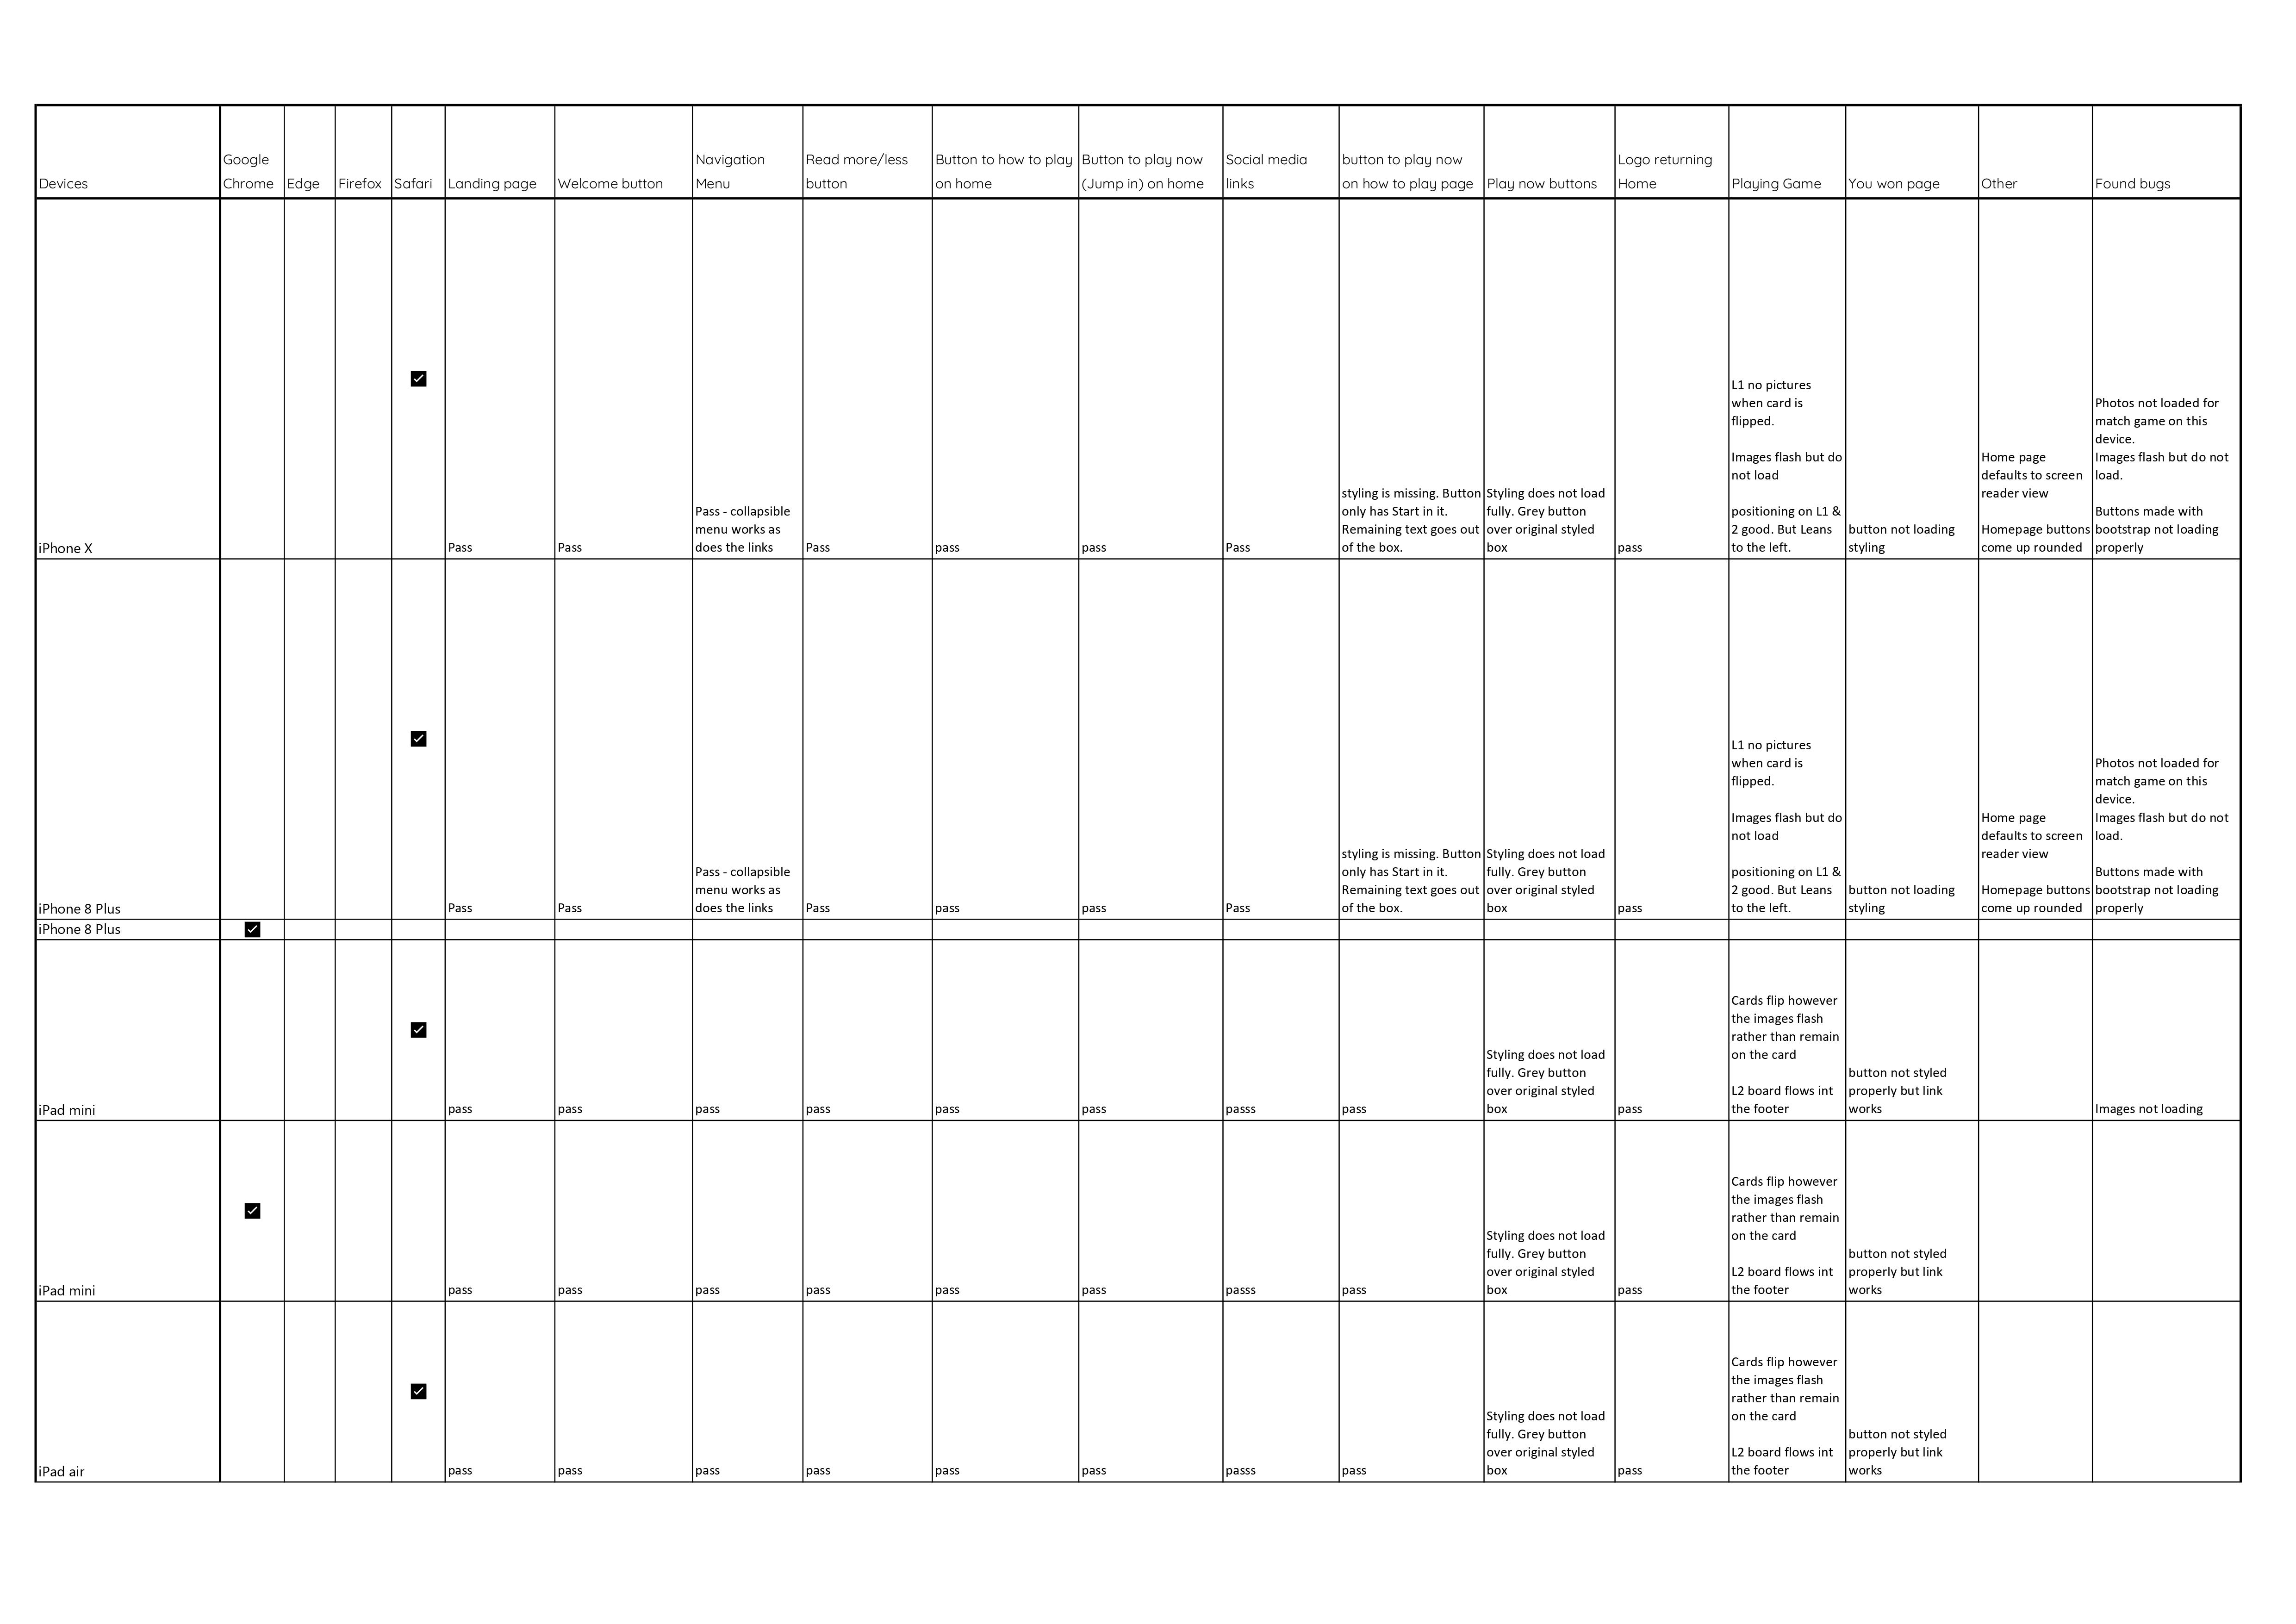 Devices
Google
Chrome
Edge
Firefox
Safari
Landing page
Welcome button
Navigation
Menu
Read more/less
button
Button to how to play
on home
Button to play now
(Jump in) on home
Social media
links
button to play now
on how to play page
Play now buttons
Logo returning
Home
Playing Game
You won page
Other
Found bugs
iPhone X
Pass
Pass
Pass - collapsible
menu works as
does the links
Pass
pass
pass
Pass
styling is missing. Button
only has Start in it.
Remaining text goes out
of the box.
Styling does not load
fully. Grey button
over original styled
box
pass
L1 no pictures
when card is
flipped.
Images flash but do
not load
positioning on L1 &
2 good. But Leans
to the left.
button not loading
styling
Home page
defaults to screen
reader view
Homepage buttons
come up rounded
Photos not loaded for
match game on this
device.
Images flash but do not
load.
Buttons made with
bootstrap not loading
properly
iPhone 8 Plus
Pass
Pass
Pass - collapsible
menu works as
does the links
Pass
pass
pass
Pass
styling is missing. Button
only has Start in it.
Remaining text goes out
of the box.
Styling does not load
fully. Grey button
over original styled
box
pass
L1 no pictures
when card is
flipped.
Images flash but do
not load
positioning on L1 &
2 good. But Leans
to the left.
button not loading
styling
Home page
defaults to screen
reader view
Homepage buttons
come up rounded
Photos not loaded for
match game on this
device.
Images flash but do not
load.
Buttons made with
bootstrap not loading
properly
iPhone 8 Plus
iPad mini
pass
pass
pass
pass
pass
pass
passs
pass
Styling does not load
fully. Grey button
over original styled
box
pass
Cards flip however
the images flash
rather than remain
on the card
L2 board flows int
the footer
button not styled
properly but link
works
Images not loading
iPad mini
pass
pass
pass
pass
pass
pass
passs
pass
Styling does not load
fully. Grey button
over original styled
box
pass
Cards flip however
the images flash
rather than remain
on the card
L2 board flows int
the footer
button not styled
properly but link
works
iPad air
pass
pass
pass
pass
pass
pass
passs
pass
Styling does not load
fully. Grey button
over original styled
box
pass
Cards flip however
the images flash
rather than remain
on the card
L2 board flows int
the footer
button not styled
properly but link
works